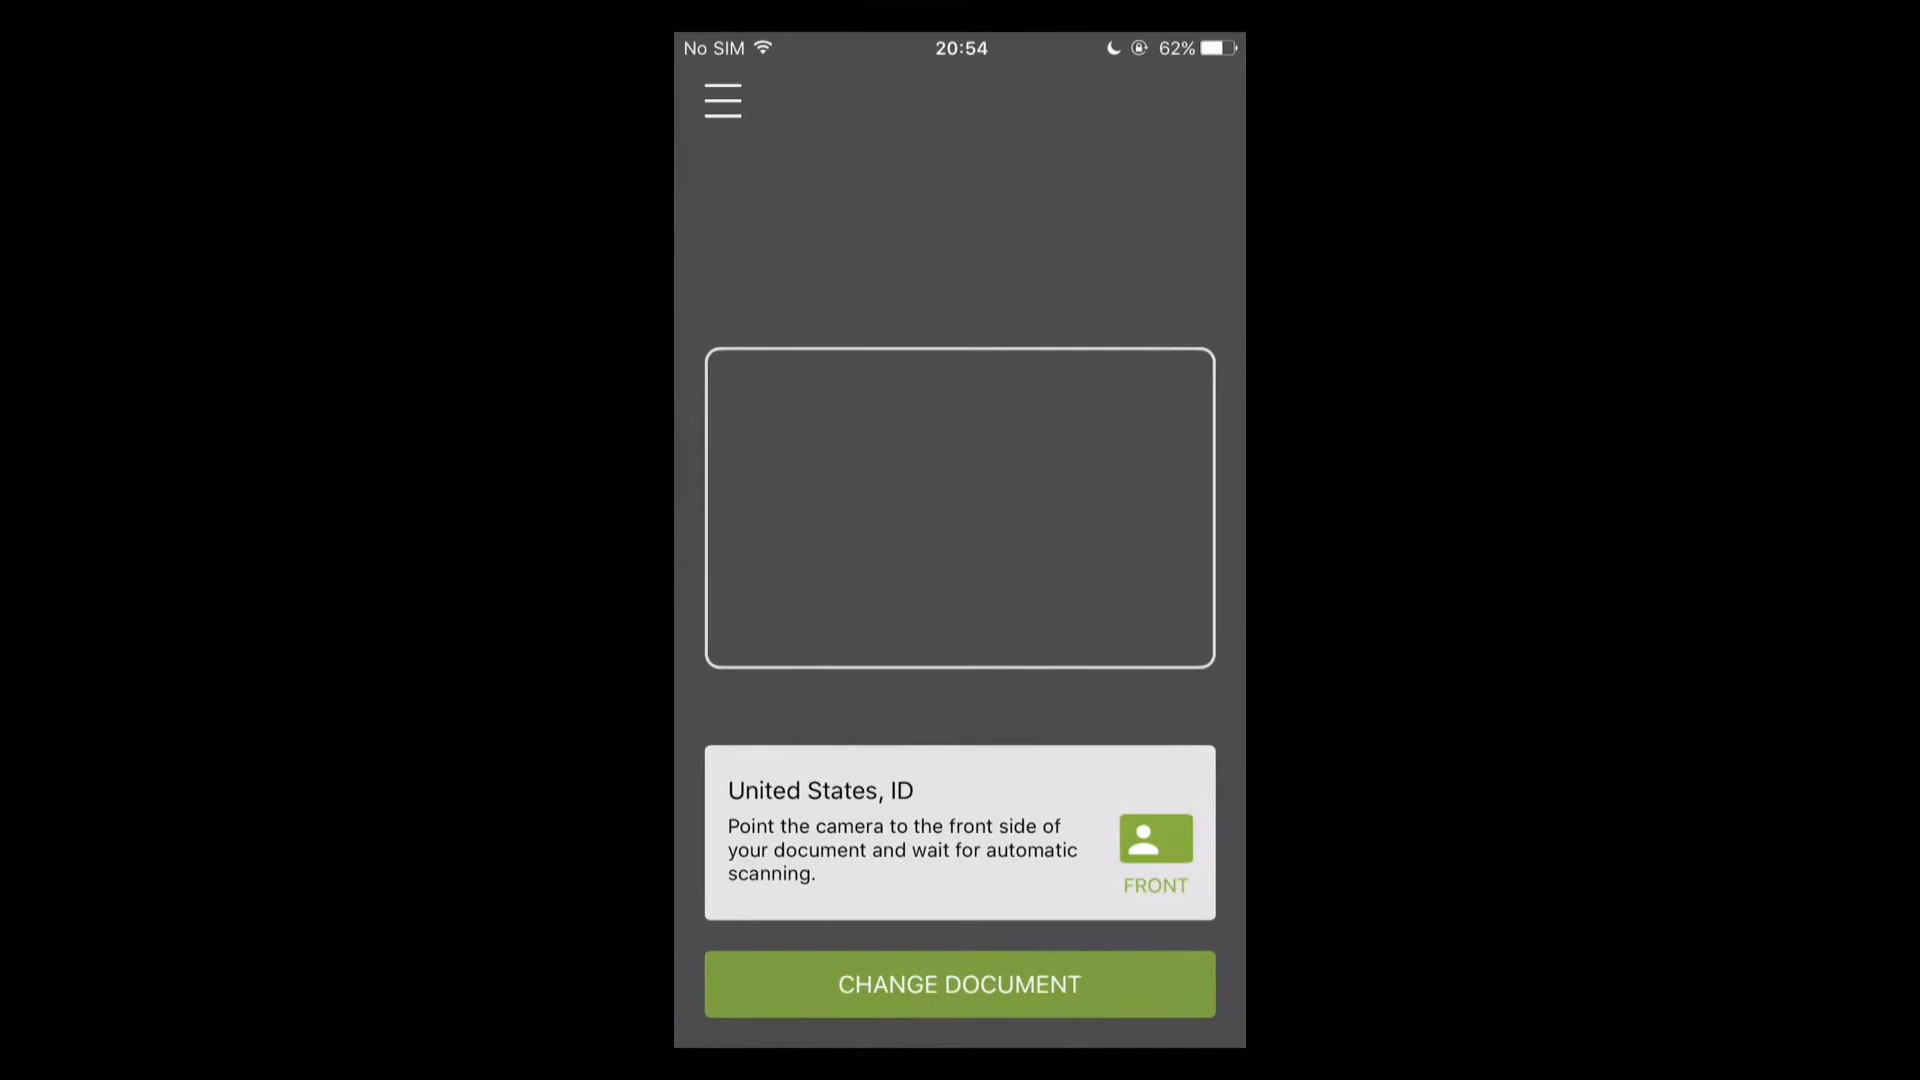 No SIM 20:54 62%
United States, ID
Point the camera to the front side of
your document and wait for automatic
scanning.
FRONT
CHANGE DOCUMENT